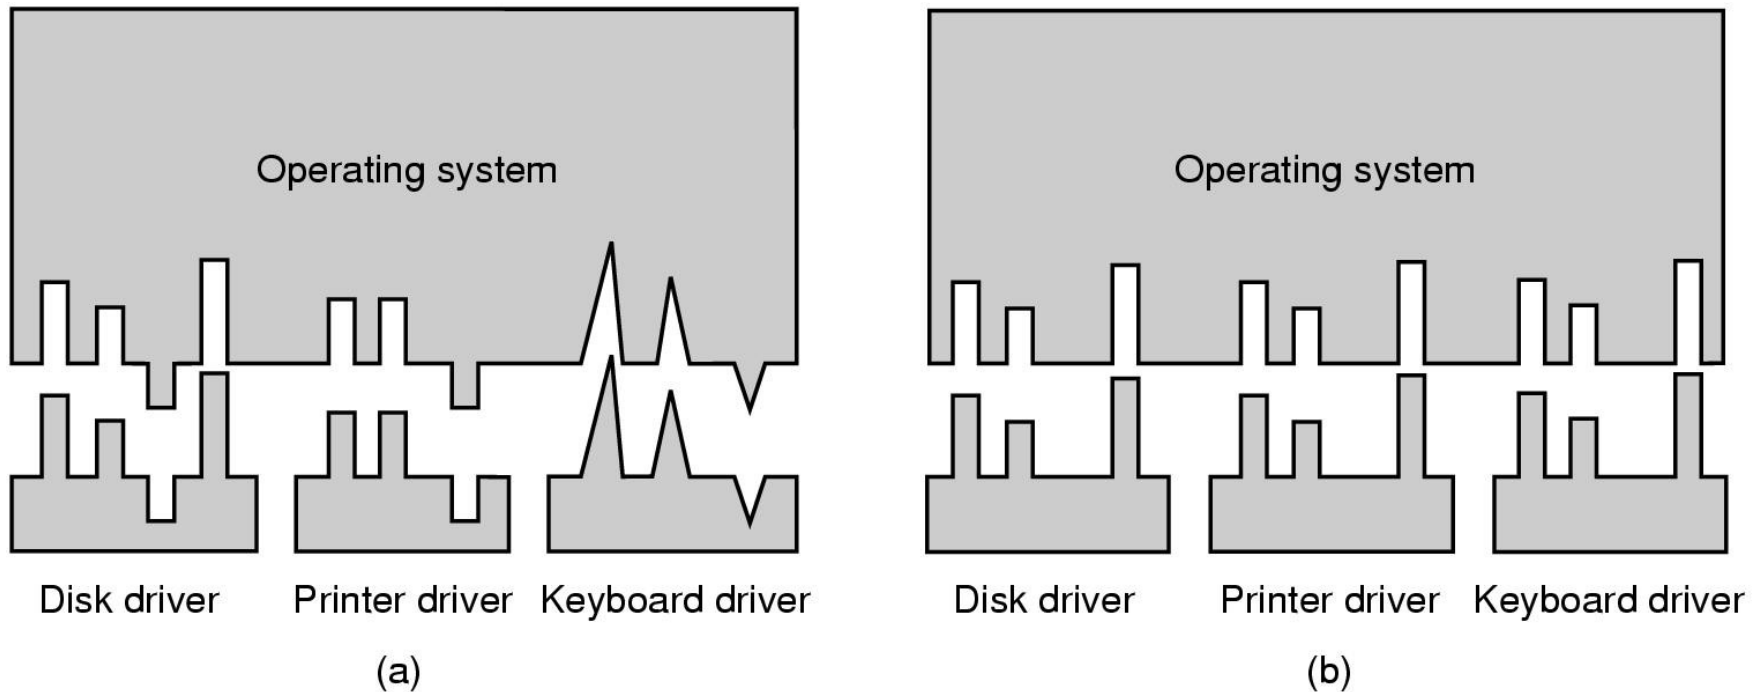 Operating system
Disk driver
Printer driver
Keyboard driver
(a)
Operating system
Disk driver
Printer driver
Keyboard driver
(b)